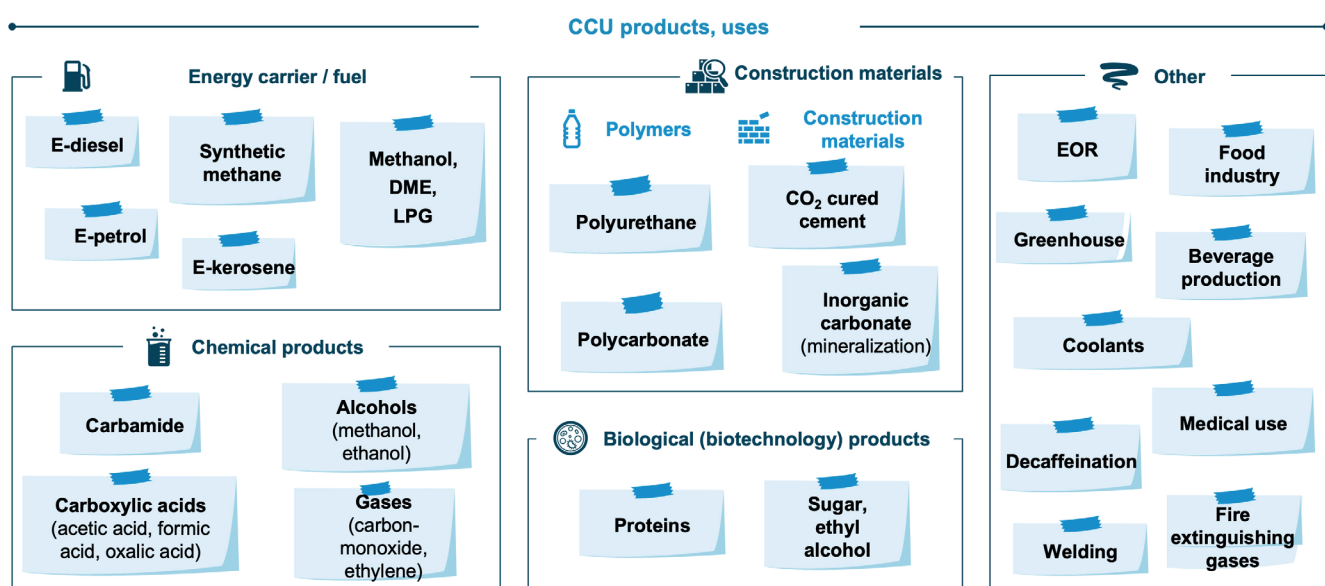 CCU products, uses
Energy carrier / fuel
E-diesel
Synthetic
methane
Methanol,
DME,
LPG
E-petrol
E-kerosene
Chemical products
Carbamide
Alcohols
(methanol,
ethanol)
Carboxylic acids
(acetic acid, formic
acid, oxalic acid)
Gases
(carbon-
monoxide,
ethylene)
Construction materials
Polymers
Construction
materials
Polyurethane
CO₂ cured
cement
Polycarbonate
Inorganic
carbonate
(mineralization)
Biological (biotechnology) products
Proteins
Sugar,
ethyl
alcohol
Other
EOR
Food
industry
Greenhouse
Beverage
production
Coolants
Medical use
Decaffeination
Welding
Fire
extinguishing
gases